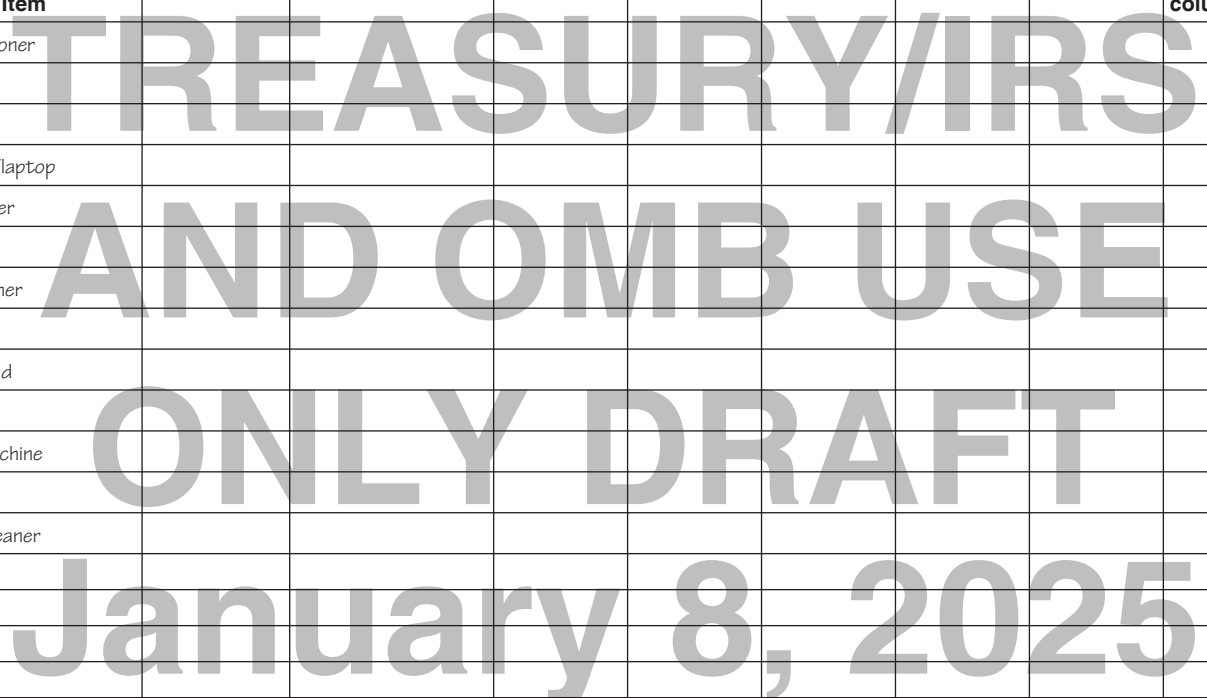 Item colu
oner
TREASURY/IRS
/laptop
er
AND OMB USE
ner
d
ONLY DRAFT
chine
eaner
January 8, 2025